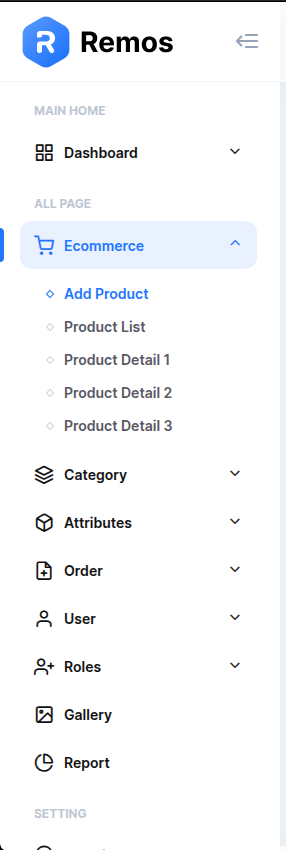 Remos
MAIN HOME
Dashboard
ALL PAGE
Ecommerce
Add Product
Product List
Product Detail 1
Product Detail 2
Product Detail 3
Category
Attributes
Order
User
Roles
Gallery
Report
SETTING